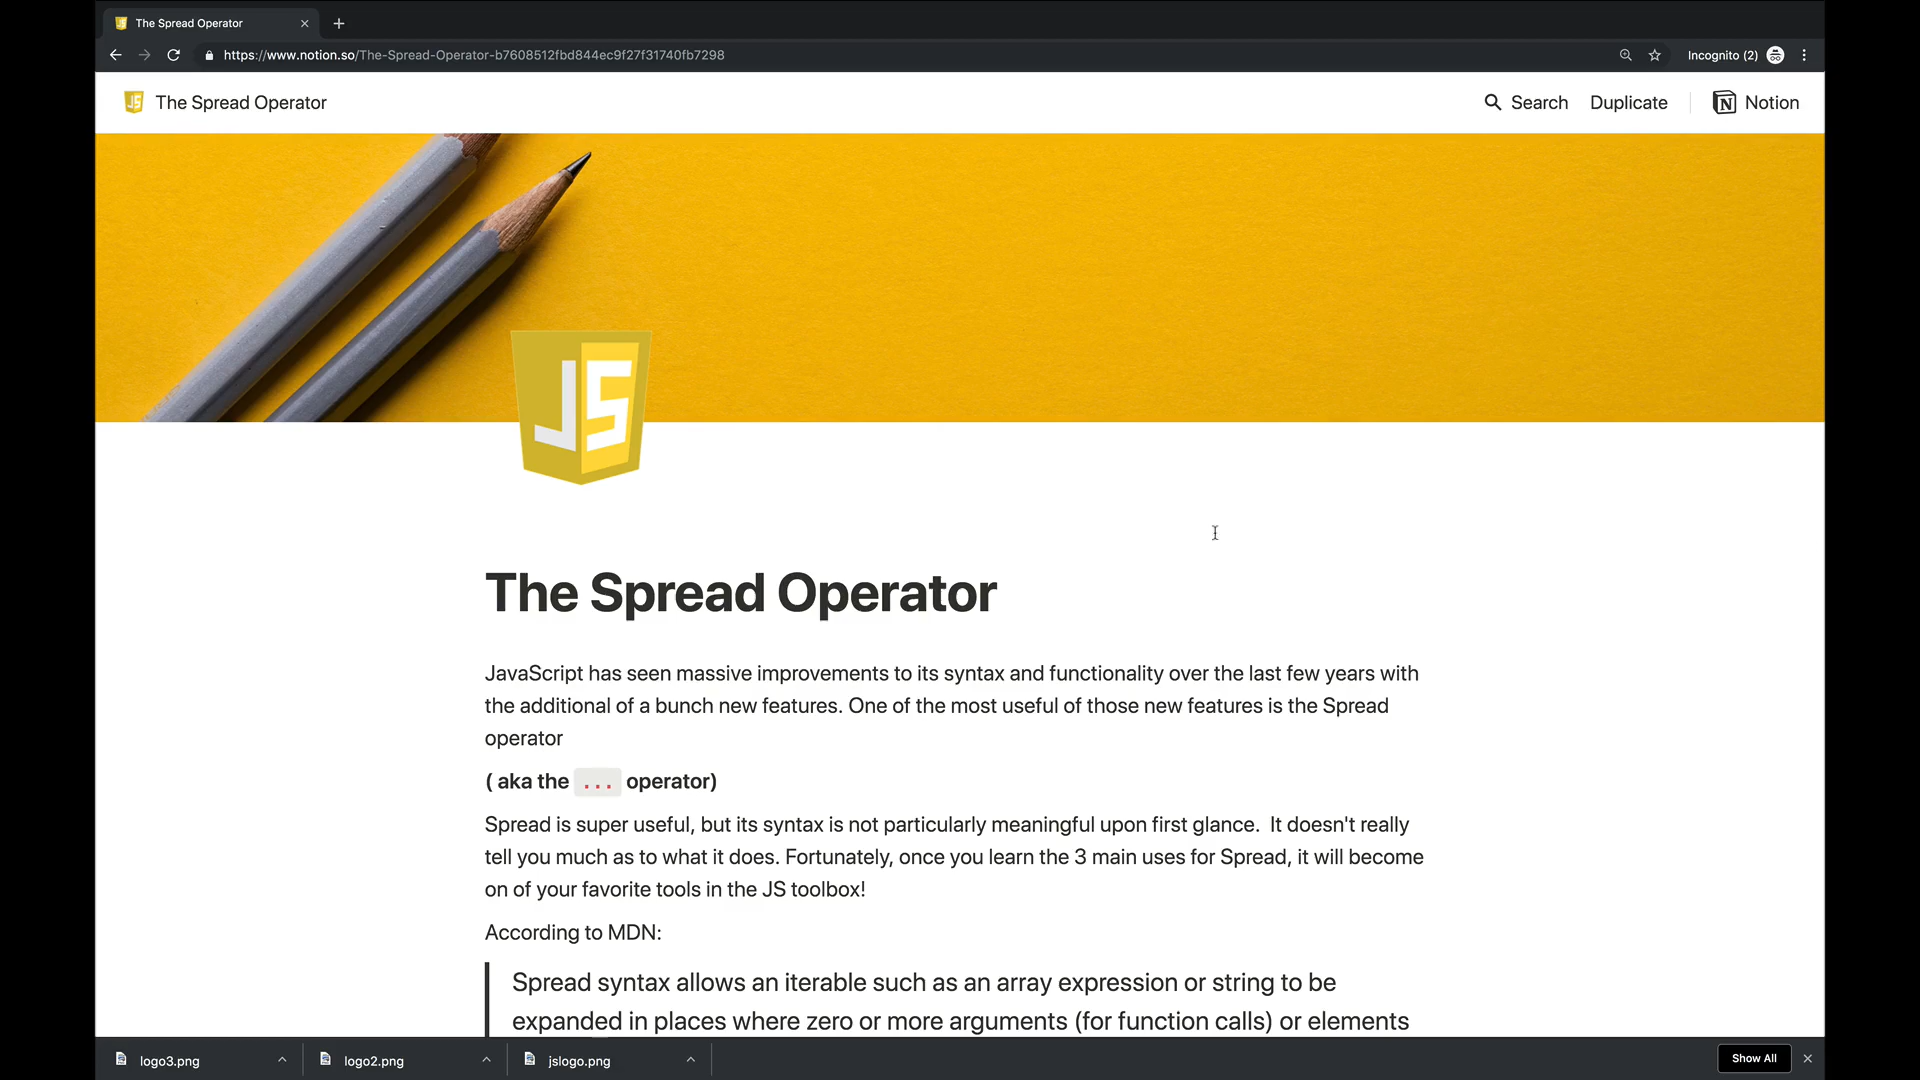 The Spread Operator
https://www.notion.so/The-Spread-Operator-b7608512fbd844ec9f27f31740fb7298
Incognito (2)
JS The Spread Operator
Search Duplicate Notion
JS
The Spread Operator
JavaScript has seen massive improvements to its syntax and functionality over the last few years with
the additional of a bunch new features. One of the most useful of those new features is the Spread
operator
( aka the ... operator)
Spread is super useful, but its syntax is not particularly meaningful upon first glance.  It doesn't really
tell you much as to what it does. Fortunately, once you learn the 3 main uses for Spread, it will become
on of your favorite tools in the JS toolbox!
According to MDN:
Spread syntax allows an iterable such as an array expression or string to be
expanded in places where zero or more arguments (for function calls) or elements
logo3.png
logo2.png
jslogo.png
Show All